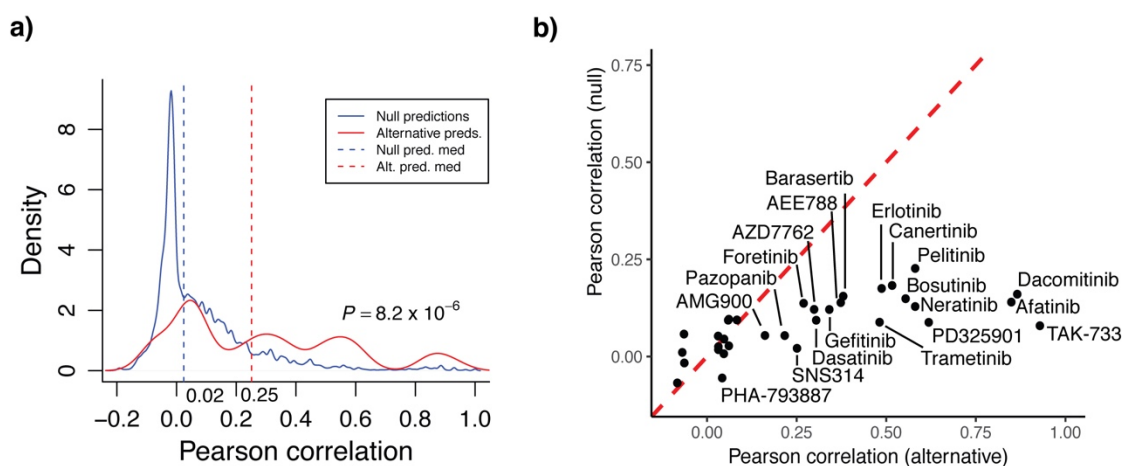 a)
Density
8
6
4
2
0
Null predictions
Alternative preds.
Null pred. med
Alt. pred. med
P = 8.2 x 10−6
−0.2
0.0
0.2
0.4
0.6
0.8
1.0
0.02
0.25
Pearson correlation
b)
Pearson correlation (null)
0.75
0.50
0.25
0.00
Barasertib
AEE788
Erlotinib
Canertinib
AZD7762
Pelitinib
Foretinib
Bosutinib
Dacomitinib
Pazopanib
Neratinib
Afatinib
AMG900
PD325901
TAK-733
Gefitinib
Dasatinib
Trametinib
SNS314
PHA-793887
0.00
0.25
0.50
0.75
1.00
Pearson correlation (alternative)